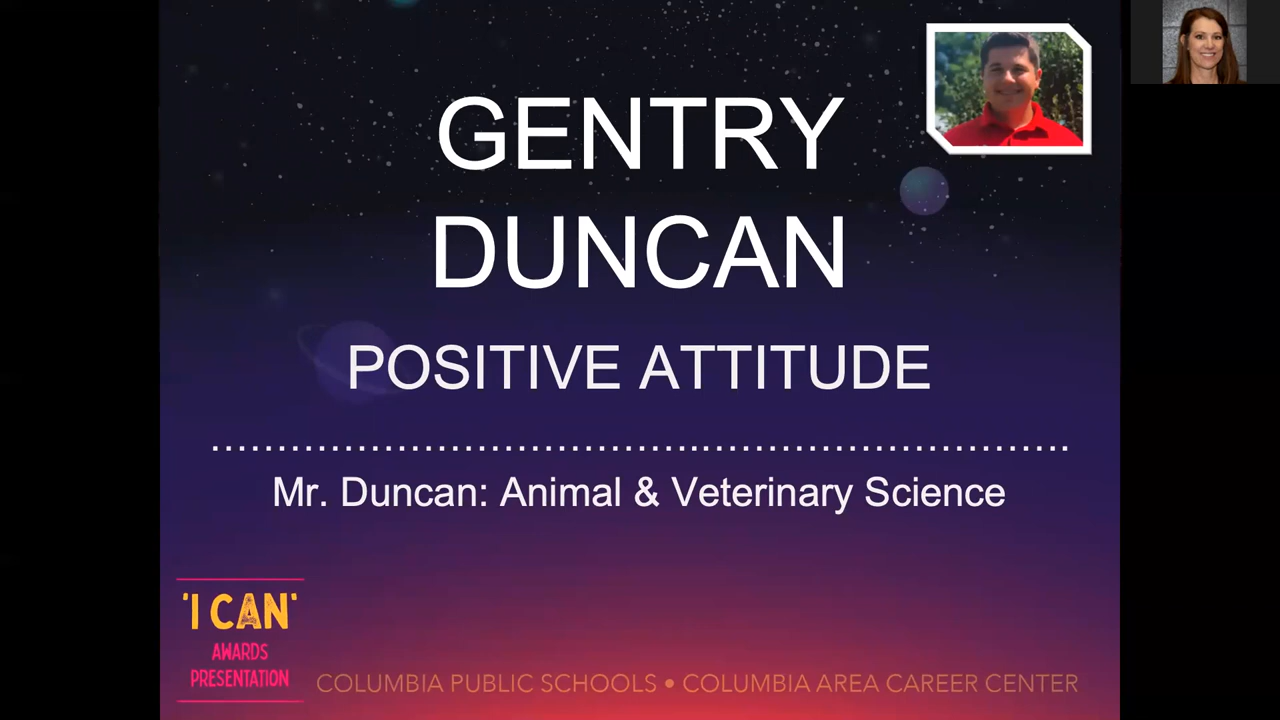 GENTRY
DUNCAN
POSITIVE ATTITUDE
Mr. Duncan: Animal & Veterinary Science
'I CAN'
AWARDS
PRESENTATION
COLUMBIA PUBLIC SCHOOLS • COLUMBIA AREA CAREER CENTER